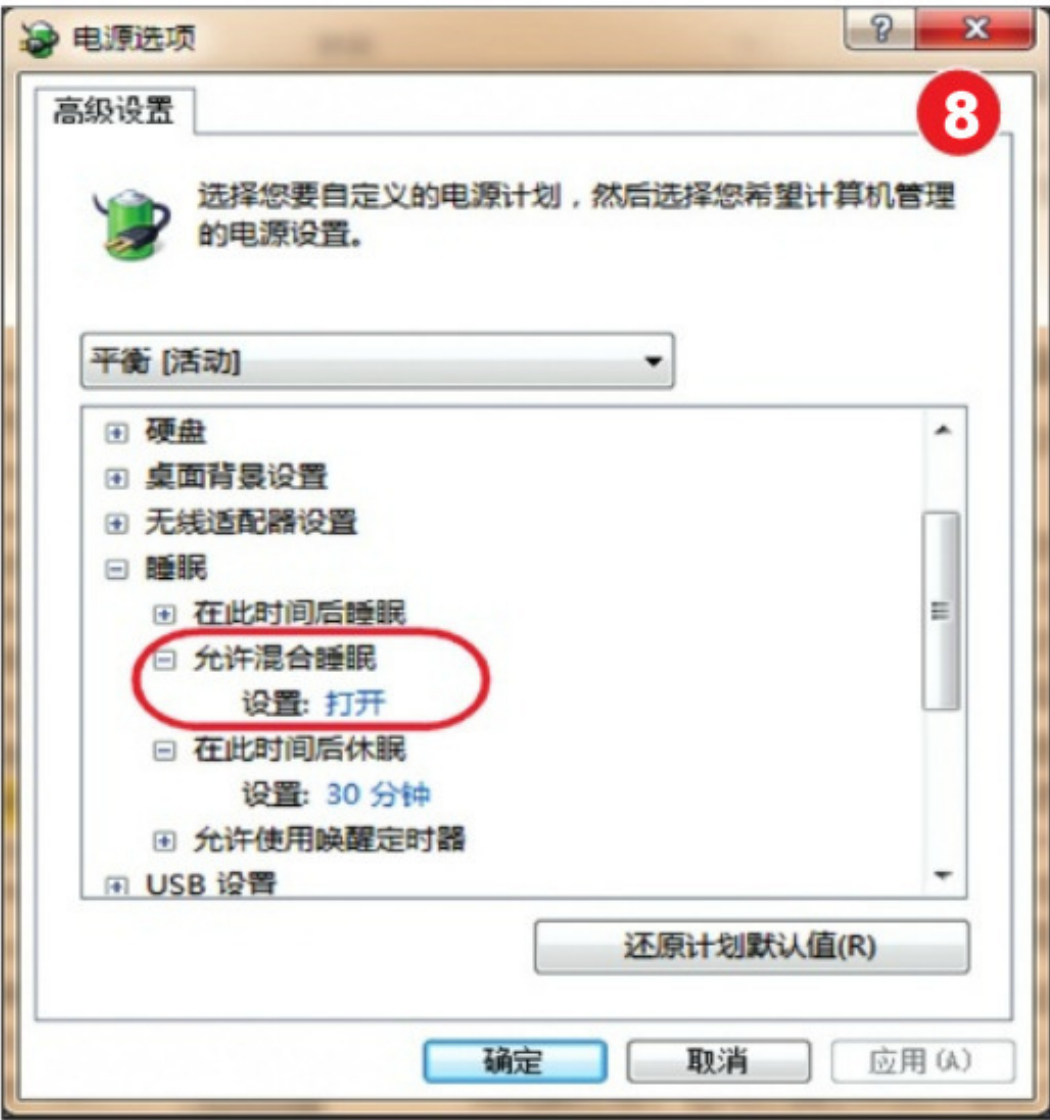 电源选项
?
8
高级设置
选择您要自定义的电源计划，然后选择您希望计算机管理
的电源设置。
平衡 [活动]
硬盘
桌面背景设置
无线适配器设置
睡眠
在此时间后睡眠
允许混合睡眠
设置: 打开
在此时间后休眠
设置: 30 分钟
允许使用唤醒定时器
USB 设置
还原计划默认值(R)
确定
取消
应用(A)